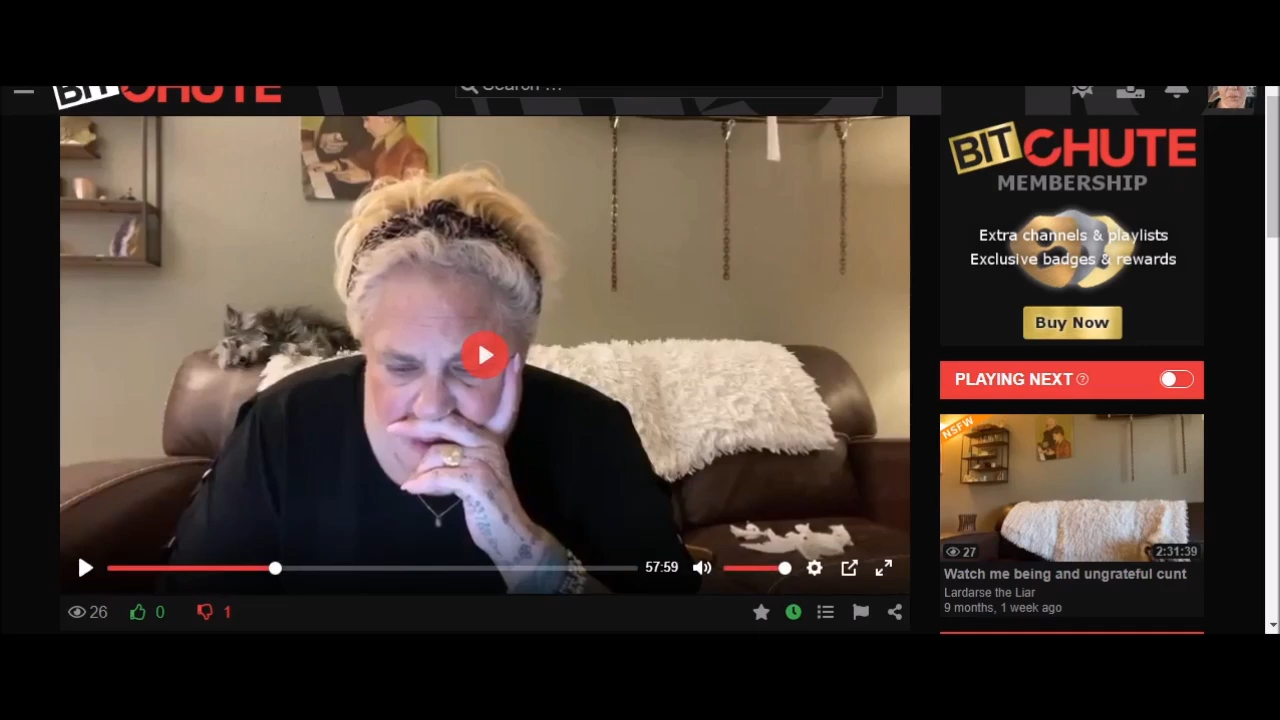 BITCHUTE
Search ...
BITCHUTE
MEMBERSHIP
Extra channels & playlists
Exclusive badges & rewards
Buy Now
PLAYING NEXT
NSFW
27
2:31:39
Watch me being and ungrateful cunt
Lardarse the Liar
9 months, 1 week ago
57:59
26
0
1